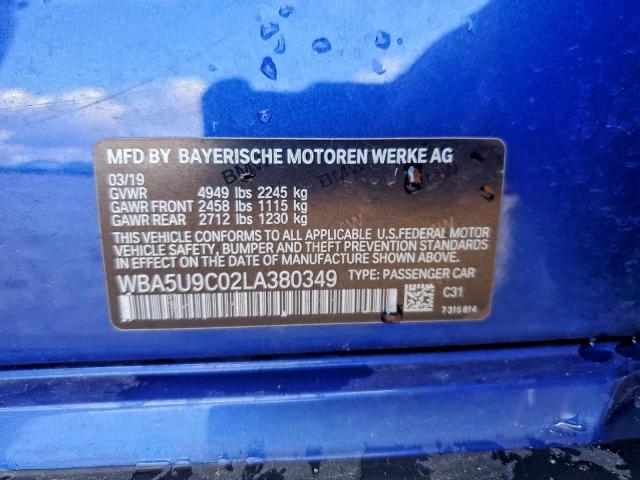 MFD BY BAYERISCHE MOTOREN WERKE AG
03/19
GVWR 4949 lbs 2245 kg
GAWR FRONT 2458 lbs 1115 kg
GAWR REAR 2712 lbs 1230 kg
THIS VEHICLE CONFORMS TO ALL APPLICABLE U.S. FEDERAL MOTOR
VEHICLE SAFETY, BUMPER AND THEFT PREVENTION STANDARDS
IN EFFECT ON THE DATE OF MANUFACTURE SHOWN ABOVE.
WBA5U9C02LA380349 TYPE: PASSENGER CAR
C31
7 315 814